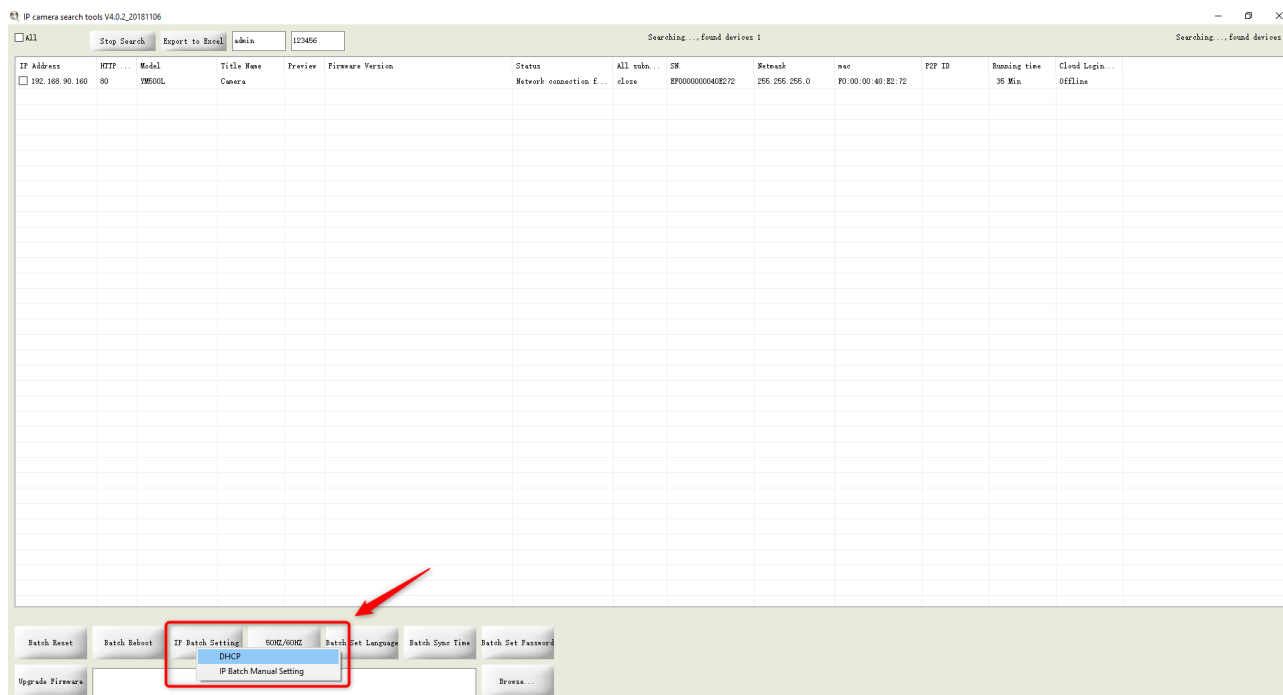 IP camera search tools V4.0.2_20181106
All Stop Search Export to Excel admin 123456 Searching..., found devices 1 Searching..., found devices
IP Address HTTP ... Model Title Name Preview Firmware Version Status All subn... SN. Netmask mac P2P ID Running time Cloud Login...
192.168.90.160 80 YM500L Camera Network connection f... close EF0000000040E272 255.255.255.0 F0:00:00:40:E2:72 35 Min Offline
Batch Reset Batch Reboot IP Batch Setting 50HZ/60HZ Batch Set Language Batch Sync Time Batch Set Password
DHCP
IP Batch Manual Setting
Upgrade Firmware Browse...